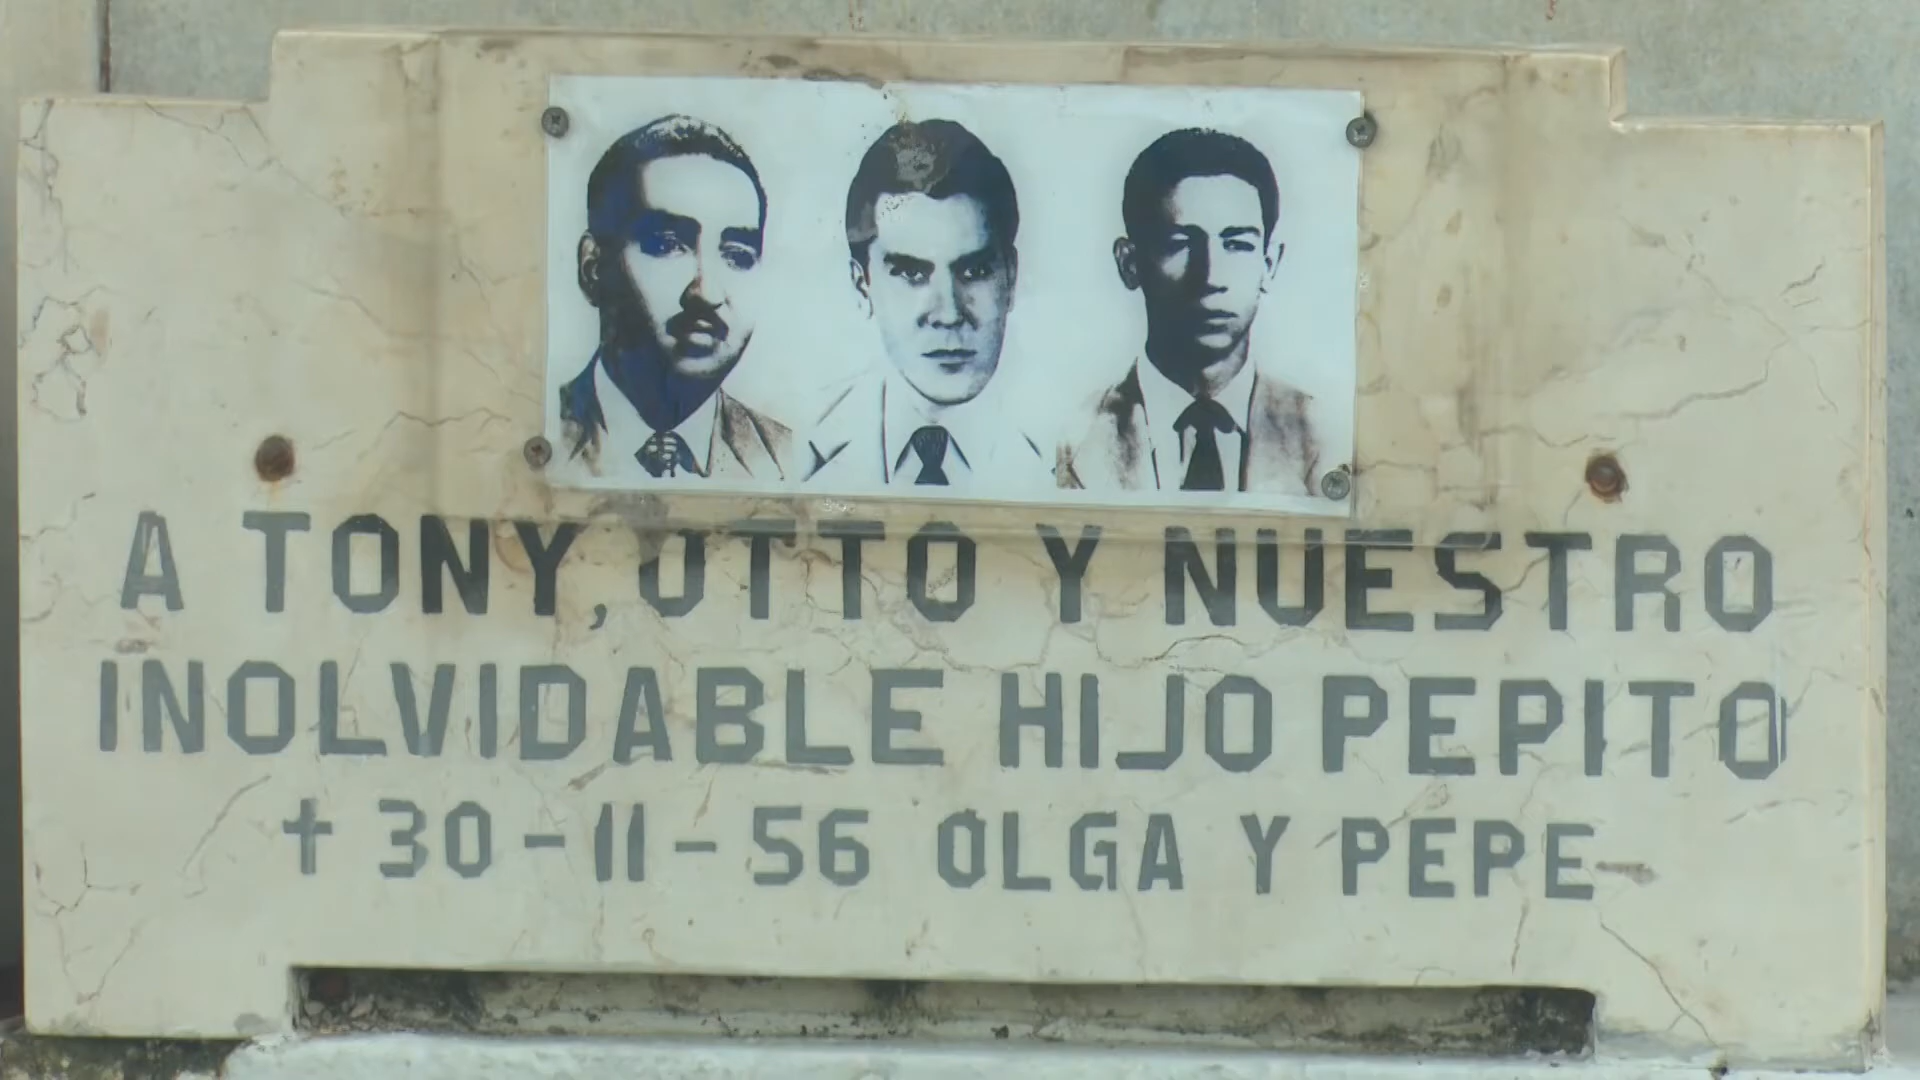 A TONY, OTTO Y NUESTRO
INOLVIDABLE HIJO PEPITO
† 30-11-56 OLGA Y PEPE